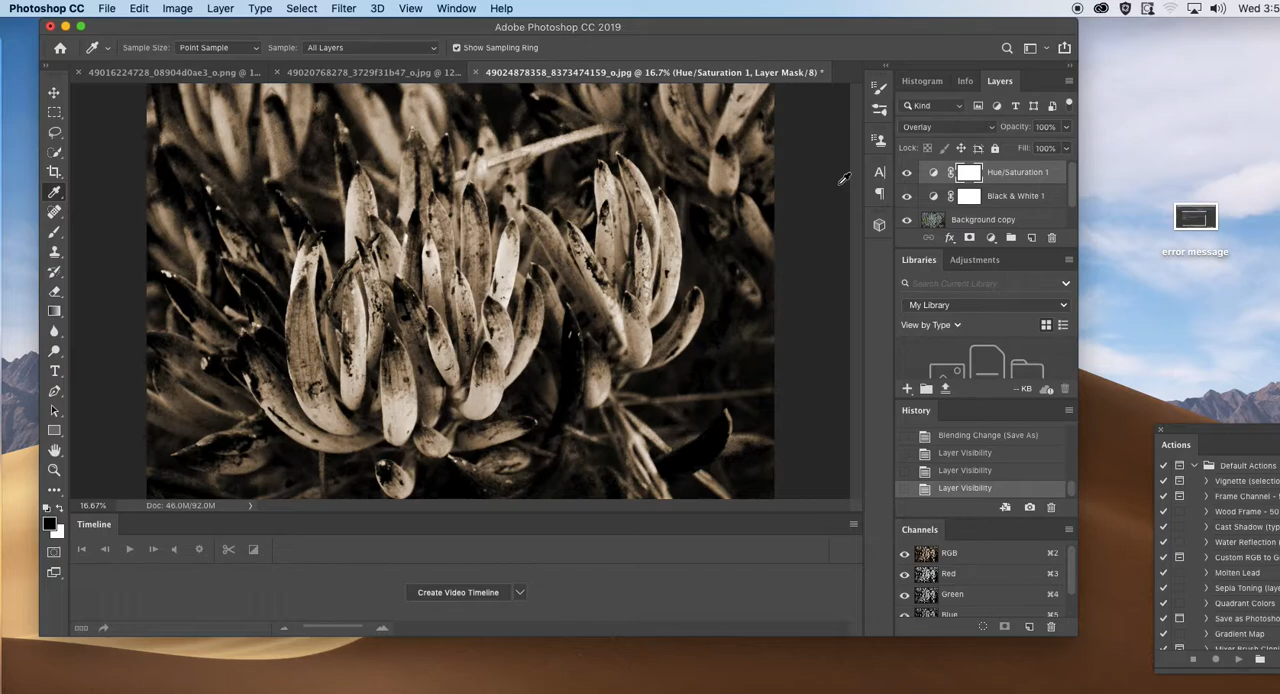 Photoshop CC File Edit Image Layer Type Select Filter 3D View Window Help Wed 3:5
Adobe Photoshop CC 2019
Sample Size: Point Sample Sample: All Layers Show Sampling Ring
49016224728_08904d0ae3_o.png @ 1... 49020768278_3729f31b47_o.jpg @ 12... 49024878358_8373474159_o.jpg @ 16.7% (Hue/Saturation 1, Layer Mask/8) *
Histogram Info Layers
Kind
Overlay Opacity: 100%
Lock: Fill: 100%
Hue/Saturation 1
Black & White 1
Background copy
fx
Libraries Adjustments
Search Current Library
My Library
View by Type
-- KB
History
Blending Change (Save As)
Layer Visibility
Layer Visibility
Layer Visibility
Channels
RGB ⌘2
Red ⌘3
Green ⌘4
Blue ⌘5
16.67% Doc: 46.0M/92.0M
Timeline
Create Video Timeline
error message
Actions
Default Actions
Vignette (selectio
Frame Channel - 5
Wood Frame - 50
Cast Shadow (typ
Water Reflection
Custom RGB to G
Molten Lead
Sepia Toning (laye
Quadrant Colors
Save as Photosho
Gradient Map
Mixer Brush Cloni